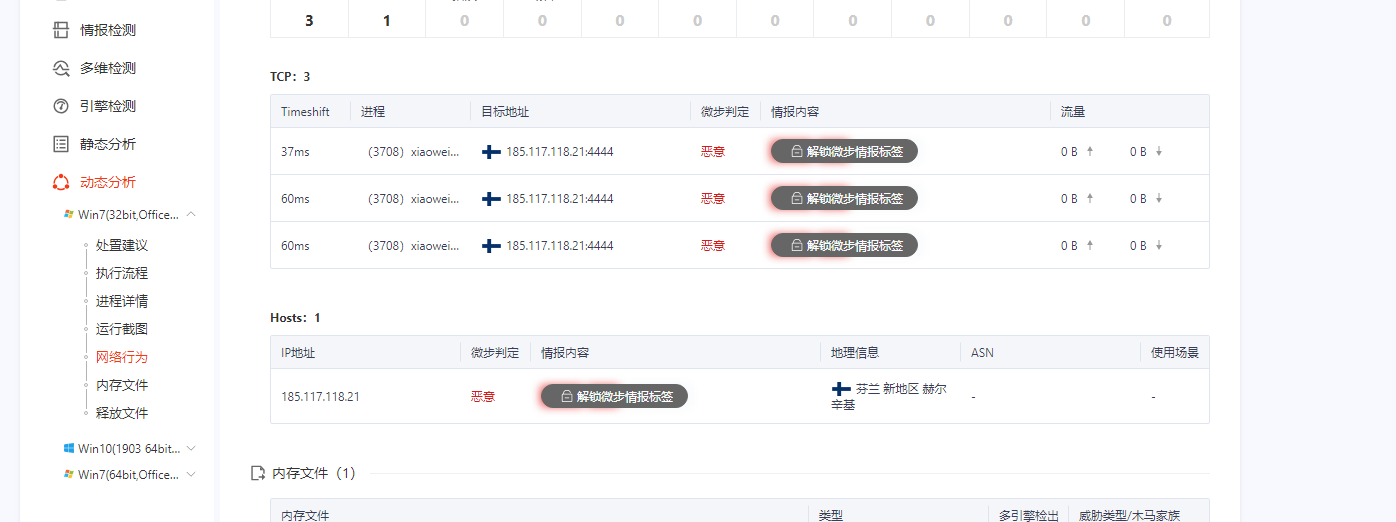 3 1 0 0 0 0 0 0 0 0 0 0
情报检测
多维检测
引擎检测
静态分析
动态分析
Win7(32bit,Office...
处置建议
执行流程
进程详情
运行截图
网络行为
内存文件
释放文件
Win10(1903 64bit...
Win7(64bit,Office...
TCP：3
Timeshift 进程 目标地址 微步判定 情报内容 流量
37ms （3708）xiaowei... 185.117.118.21:4444 恶意 解锁微步情报标签 0 B 0 B
60ms （3708）xiaowei... 185.117.118.21:4444 恶意 解锁微步情报标签 0 B 0 B
60ms （3708）xiaowei... 185.117.118.21:4444 恶意 解锁微步情报标签 0 B 0 B
Hosts：1
IP地址 微步判定 情报内容 地理信息 ASN 使用场景
185.117.118.21 恶意 解锁微步情报标签 芬兰 新地区 赫尔 - -
辛基
内存文件（1）
内存文件 类型 多引擎检出 威胁类型/木马家族